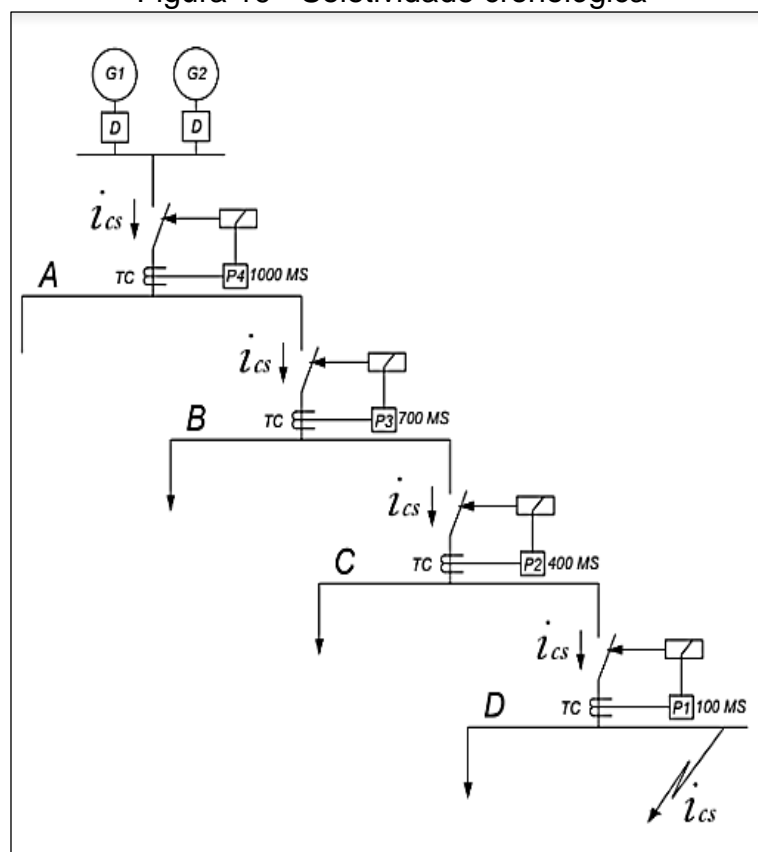 Figura 10 - Seletividade cronológica
G1 G2
D D
ics
A TC P4 1000 MS
ics
B TC P3 700 MS
ics
C TC P2 400 MS
ics
D TC P1 100 MS
ics